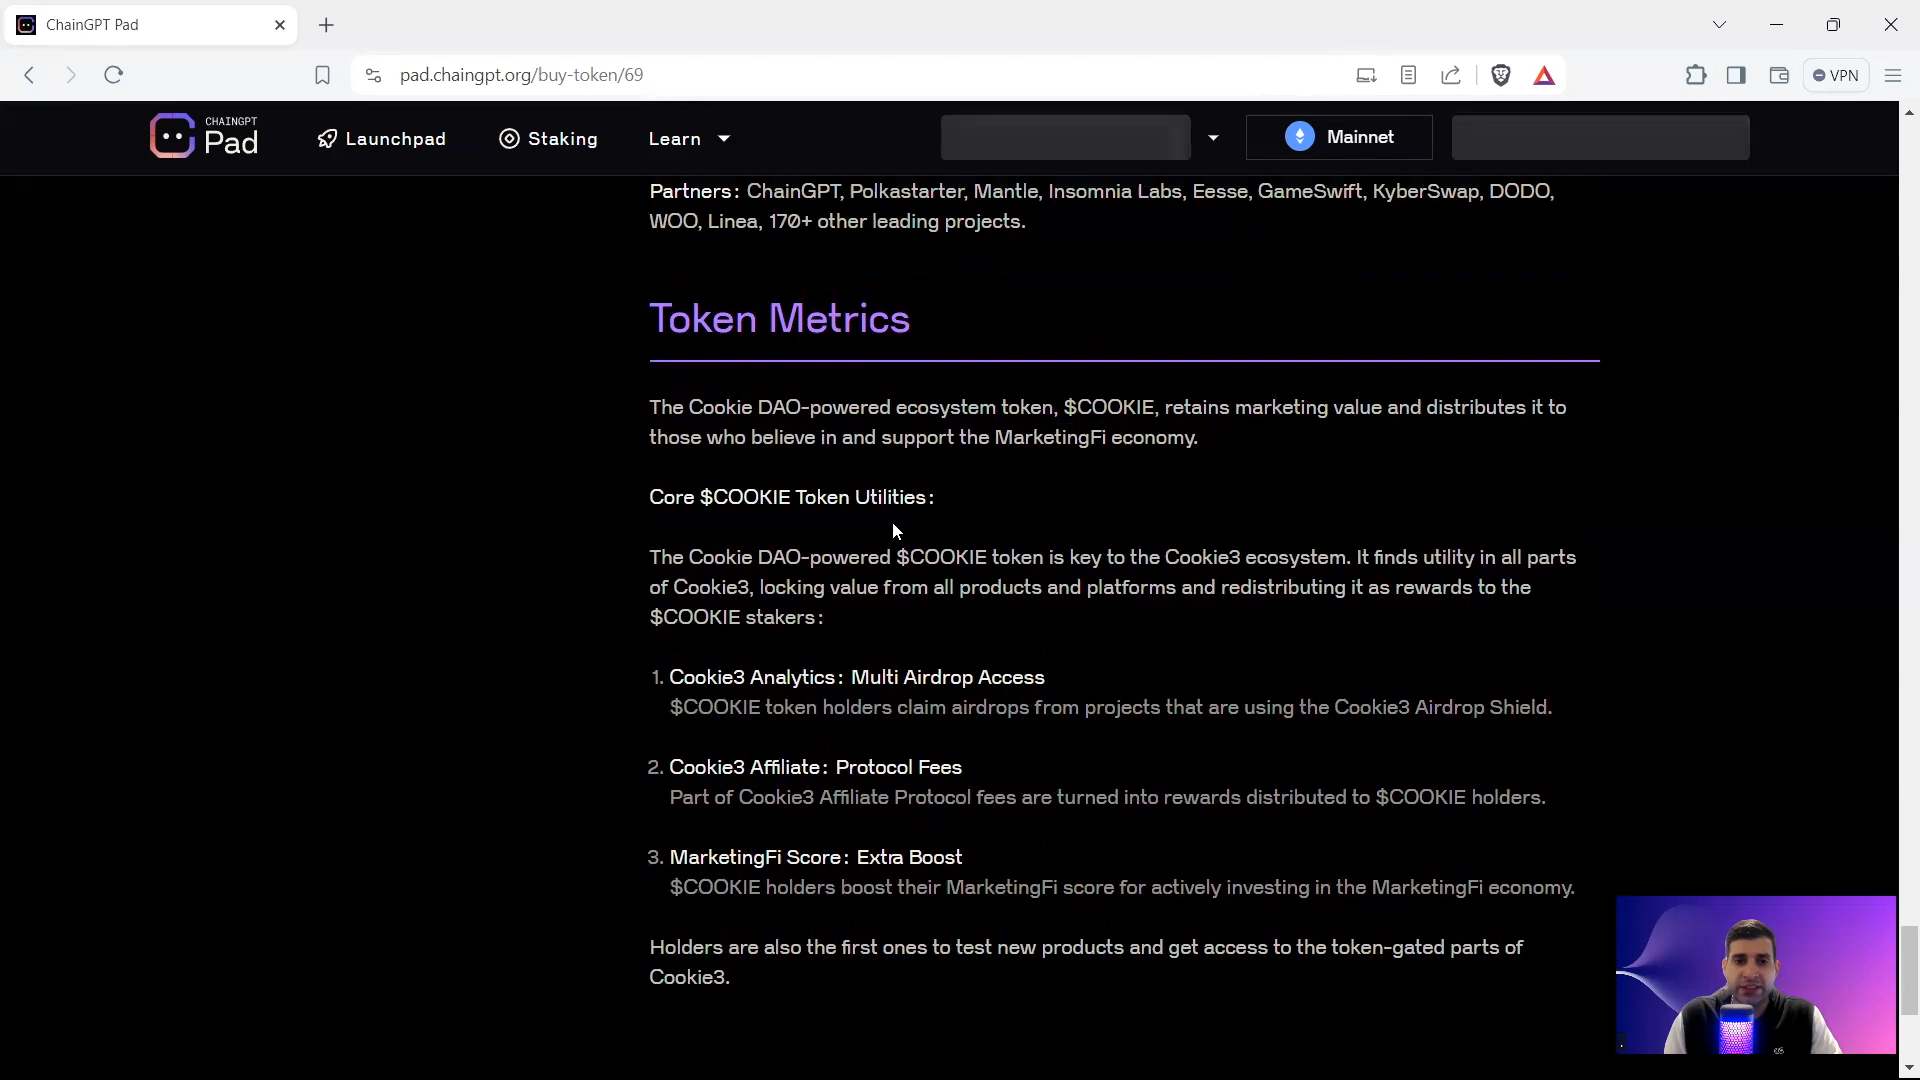 ChainGPT Pad
pad.chaingpt.org/buy-token/69
VPN
CHAINGPT
Pad
Launchpad
Staking
Learn
Mainnet
Partners: ChainGPT, Polkastarter, Mantle, Insomnia Labs, Eesse, GameSwift, KyberSwap, DODO,
WOO, Linea, 170+ other leading projects.
Token Metrics
The Cookie DAO-powered ecosystem token, $COOKIE, retains marketing value and distributes it to
those who believe in and support the MarketingFi economy.
Core $COOKIE Token Utilities:
The Cookie DAO-powered $COOKIE token is key to the Cookie3 ecosystem. It finds utility in all parts
of Cookie3, locking value from all products and platforms and redistributing it as rewards to the
$COOKIE stakers:
1. Cookie3 Analytics: Multi Airdrop Access
$COOKIE token holders claim airdrops from projects that are using the Cookie3 Airdrop Shield.
2. Cookie3 Affiliate: Protocol Fees
Part of Cookie3 Affiliate Protocol fees are turned into rewards distributed to $COOKIE holders.
3. MarketingFi Score: Extra Boost
$COOKIE holders boost their MarketingFi score for actively investing in the MarketingFi economy.
Holders are also the first ones to test new products and get access to the token-gated parts of
Cookie3.